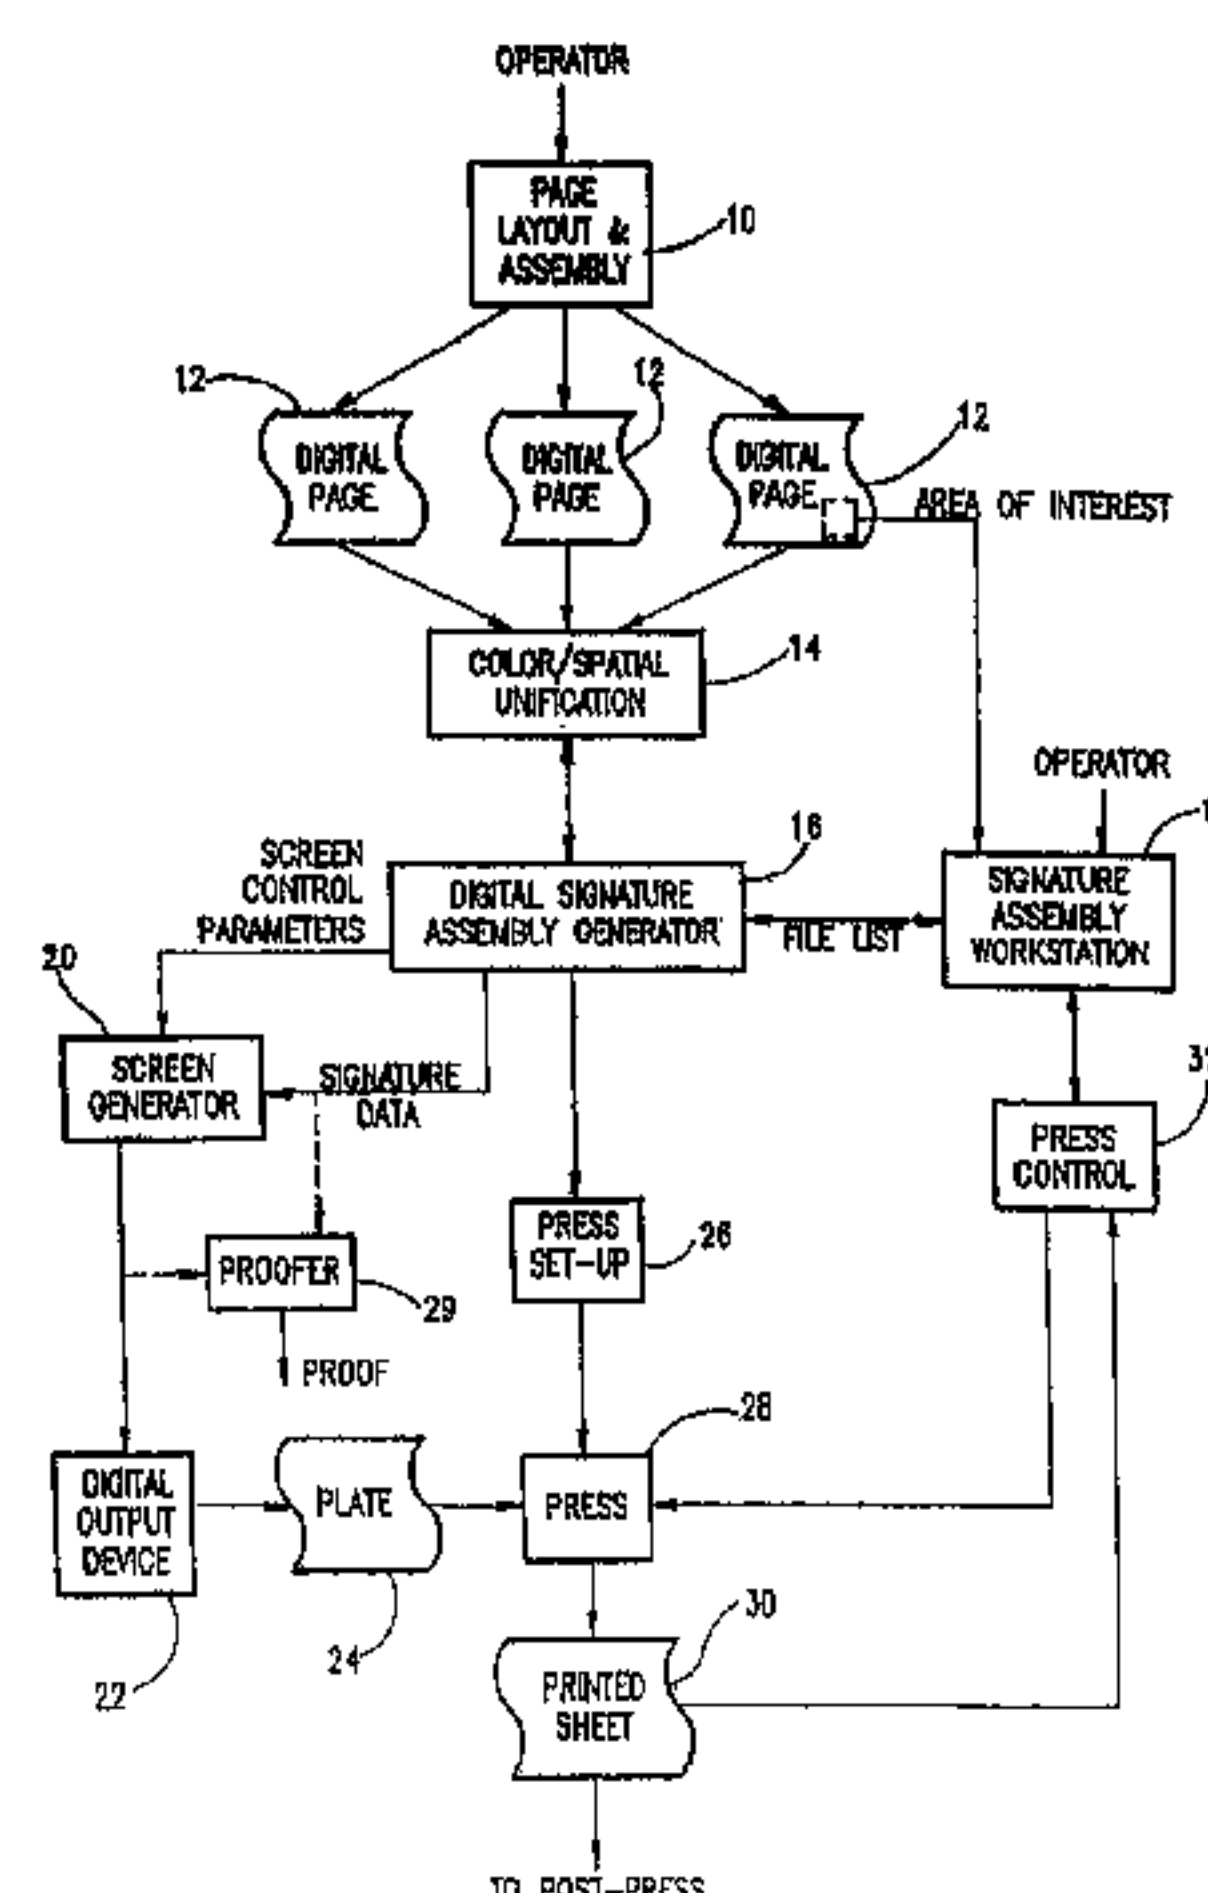 OPERATOR
PAGE
LAYOUT &
ASSEMBLY
10
12
12
12
DIGITAL
PAGE
DIGITAL
PAGE
DIGITAL
PAGE
AREA OF INTEREST
COLOR/SPATIAL
UNIFICATION
14
OPERATOR
16
SCREEN
CONTROL
PARAMETERS
DIGITAL SIGNATURE
ASSEMBLY GENERATOR
FILE LIST
SIGNATURE
ASSEMBLY
WORKSTATION
20
SCREEN
GENERATOR
SIGNATURE
DATA
PRESS
CONTROL
PRESS
SET-UP
26
PROOFER
29
PROOF
28
DIGITAL
OUTPUT
DEVICE
PLATE
PRESS
22
24
30
PRINTED
SHEET
TO POST-PRESS